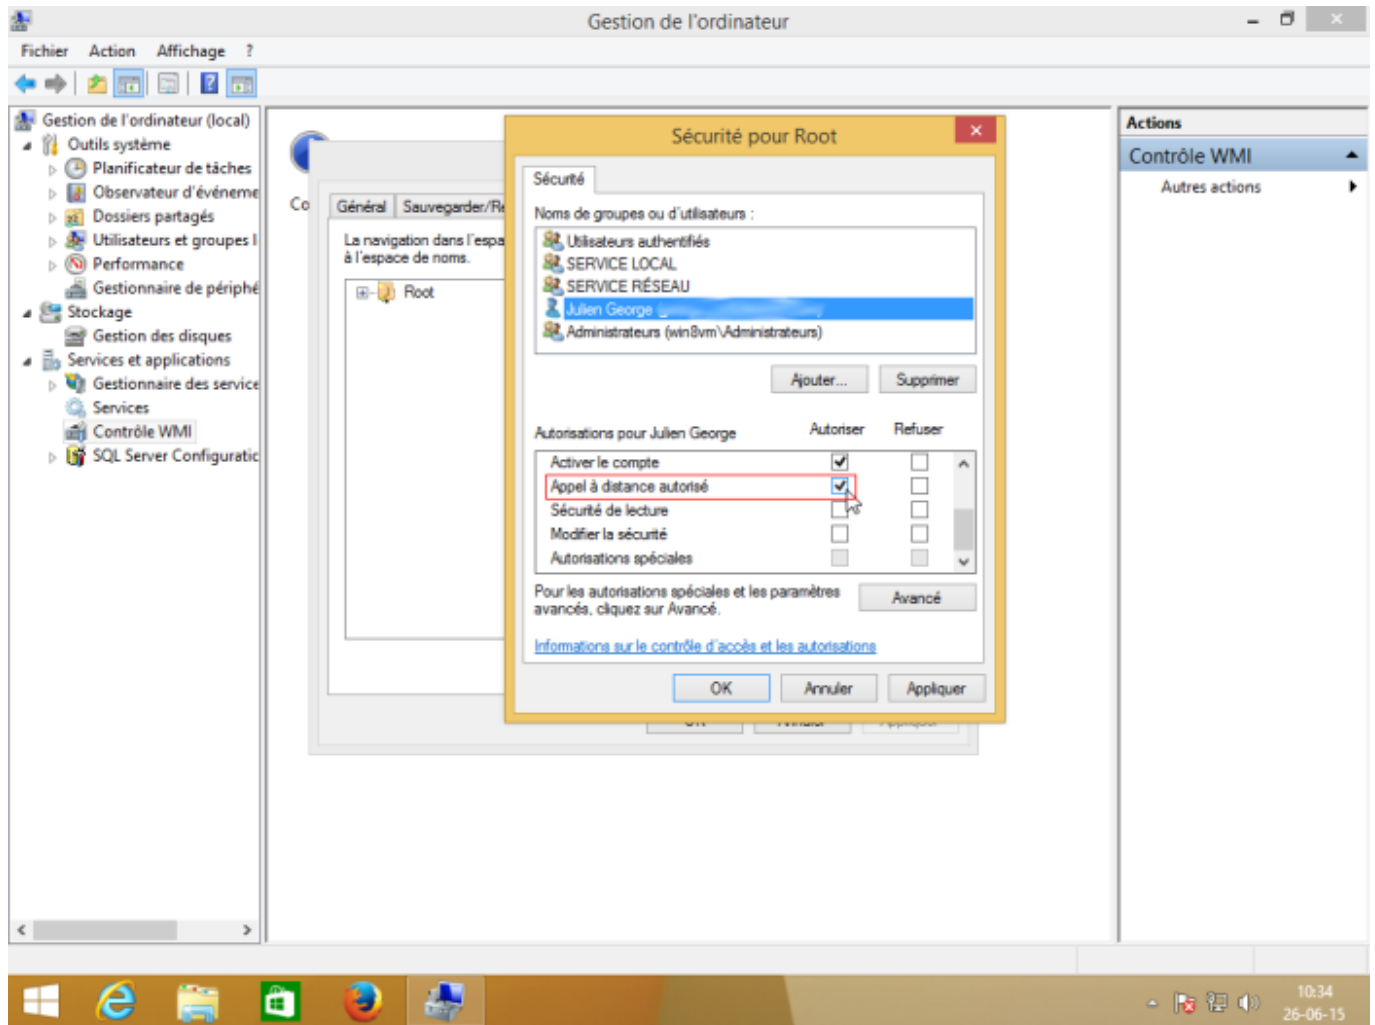 Gestion de l'ordinateur
Fichier Action Affichage ?
Gestion de l'ordinateur (local)
Outils système
Planificateur de tâches
Observateur d'événeme
Dossiers partagés
Utilisateurs et groupes l
Performance
Gestionnaire de périphé
Stockage
Gestion des disques
Services et applications
Gestionnaire des service
Services
Contrôle WMI
SQL Server Configuratic
Co
Général Sauvegarder/Re
La navigation dans l'espa
à l'espace de noms.
Root
Sécurité pour Root
Sécurité
Noms de groupes ou d'utilisateurs :
Utilisateurs authentifiés
SERVICE LOCAL
SERVICE RÉSEAU
Julien George
Administrateurs (win8vm\Administrateurs)
Ajouter... Supprimer
Autorisations pour Julien George Autoriser Refuser
Activer le compte
Appel à distance autorisé
Sécurité de lecture
Modifier la sécurité
Autorisations spéciales
Pour les autorisations spéciales et les paramètres
avancés, cliquez sur Avancé.
Avancé
Informations sur le contrôle d'accès et les autorisations
OK Annuler Appliquer
Actions
Contrôle WMI
Autres actions
10:34
26-06-15